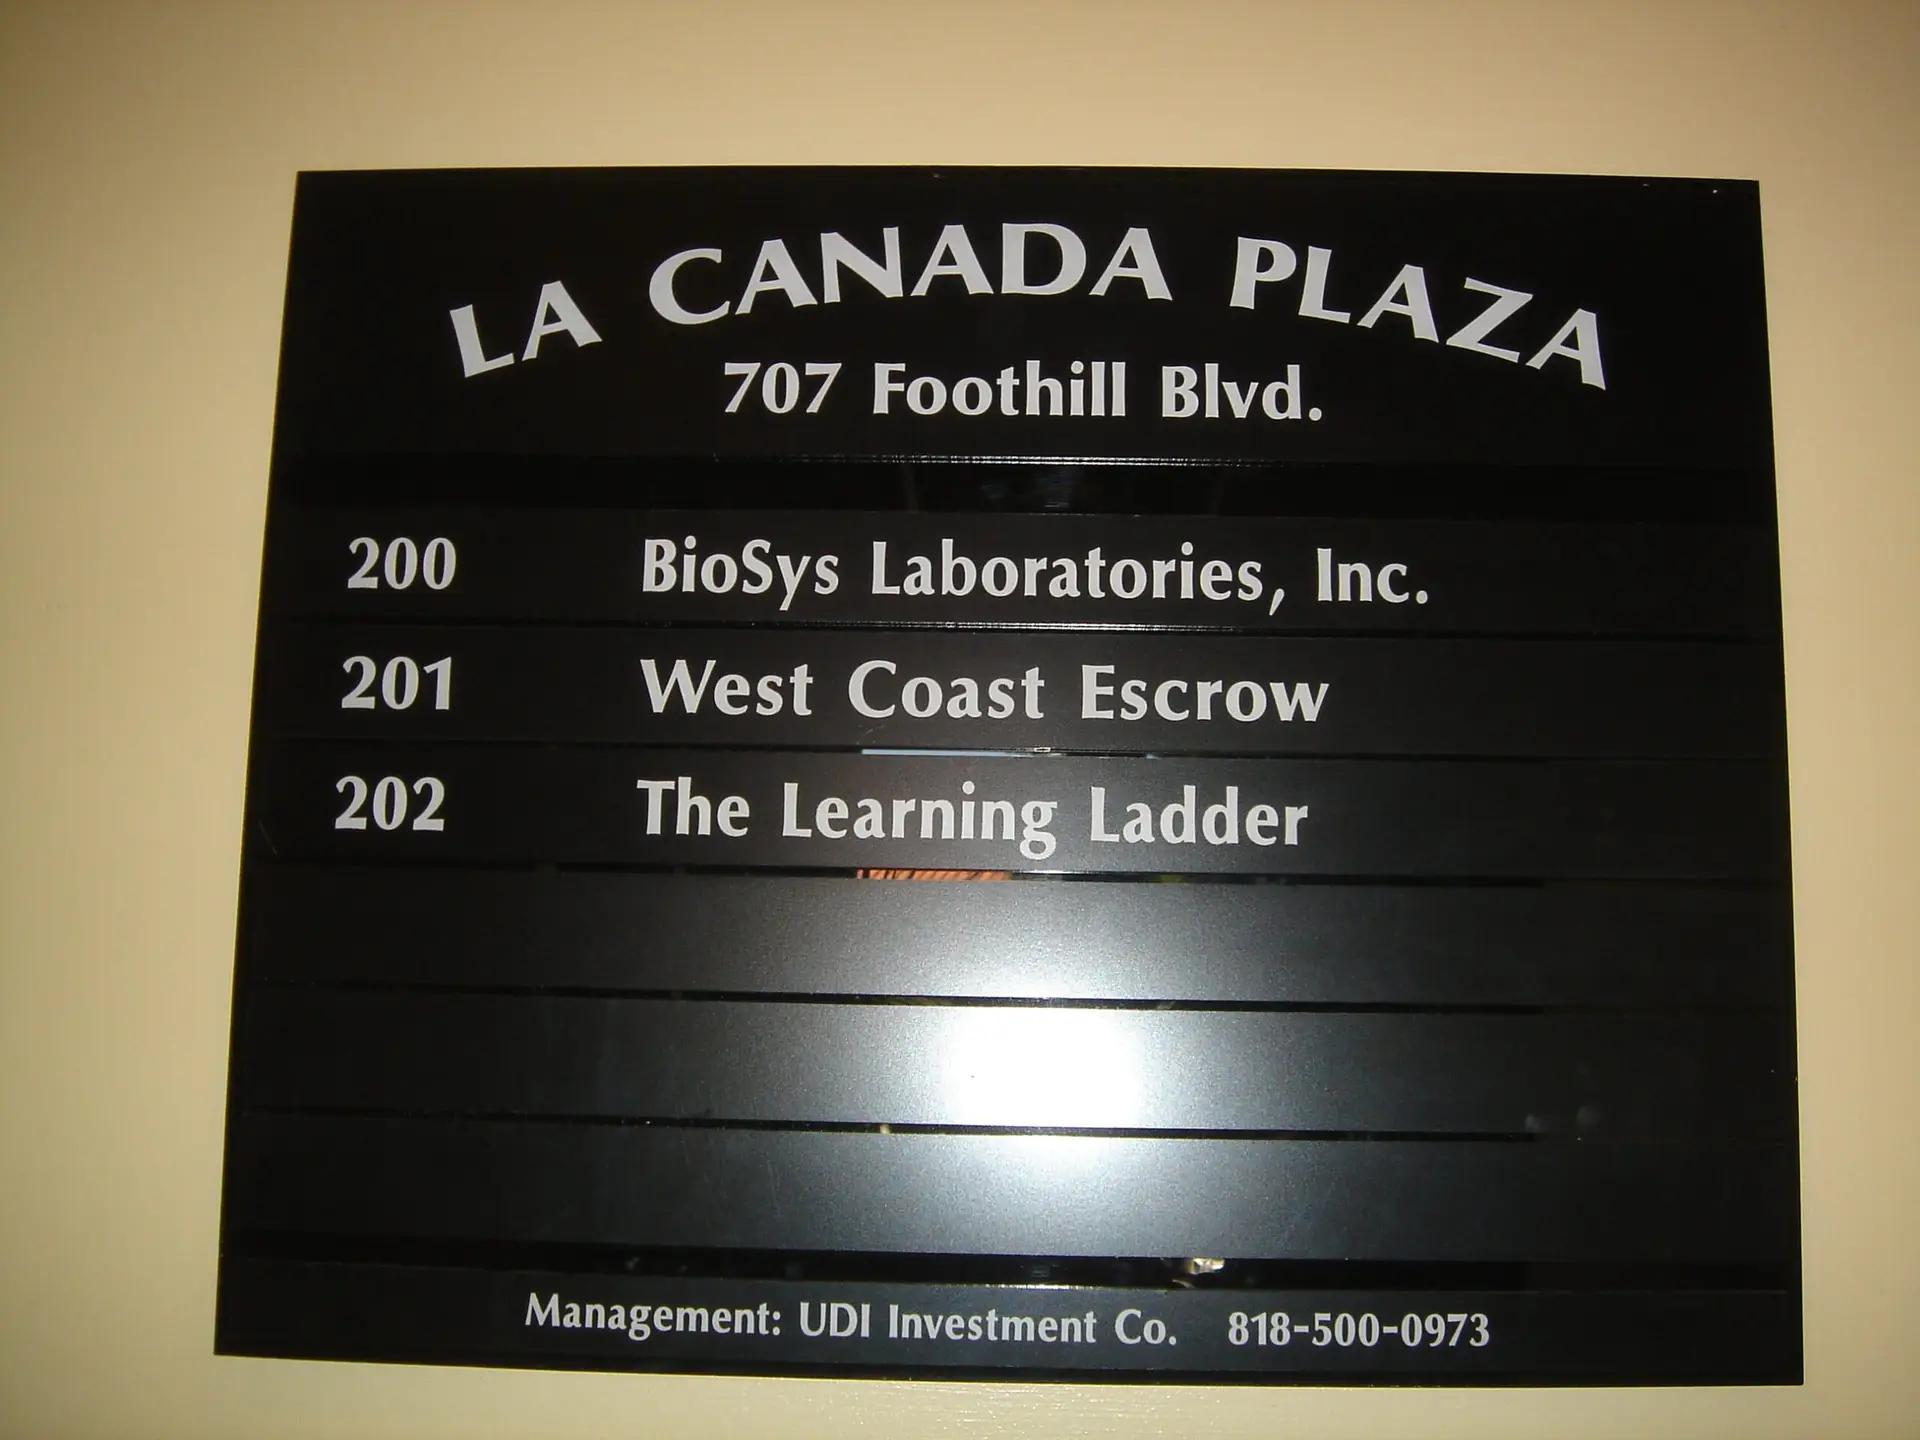 LA CANADA PLAZA
707 Foothill Blvd.
200 BioSys Laboratories, Inc.
201 West Coast Escrow
202 The Learning Ladder
Management: UDI Investment Co. 818-500-0973